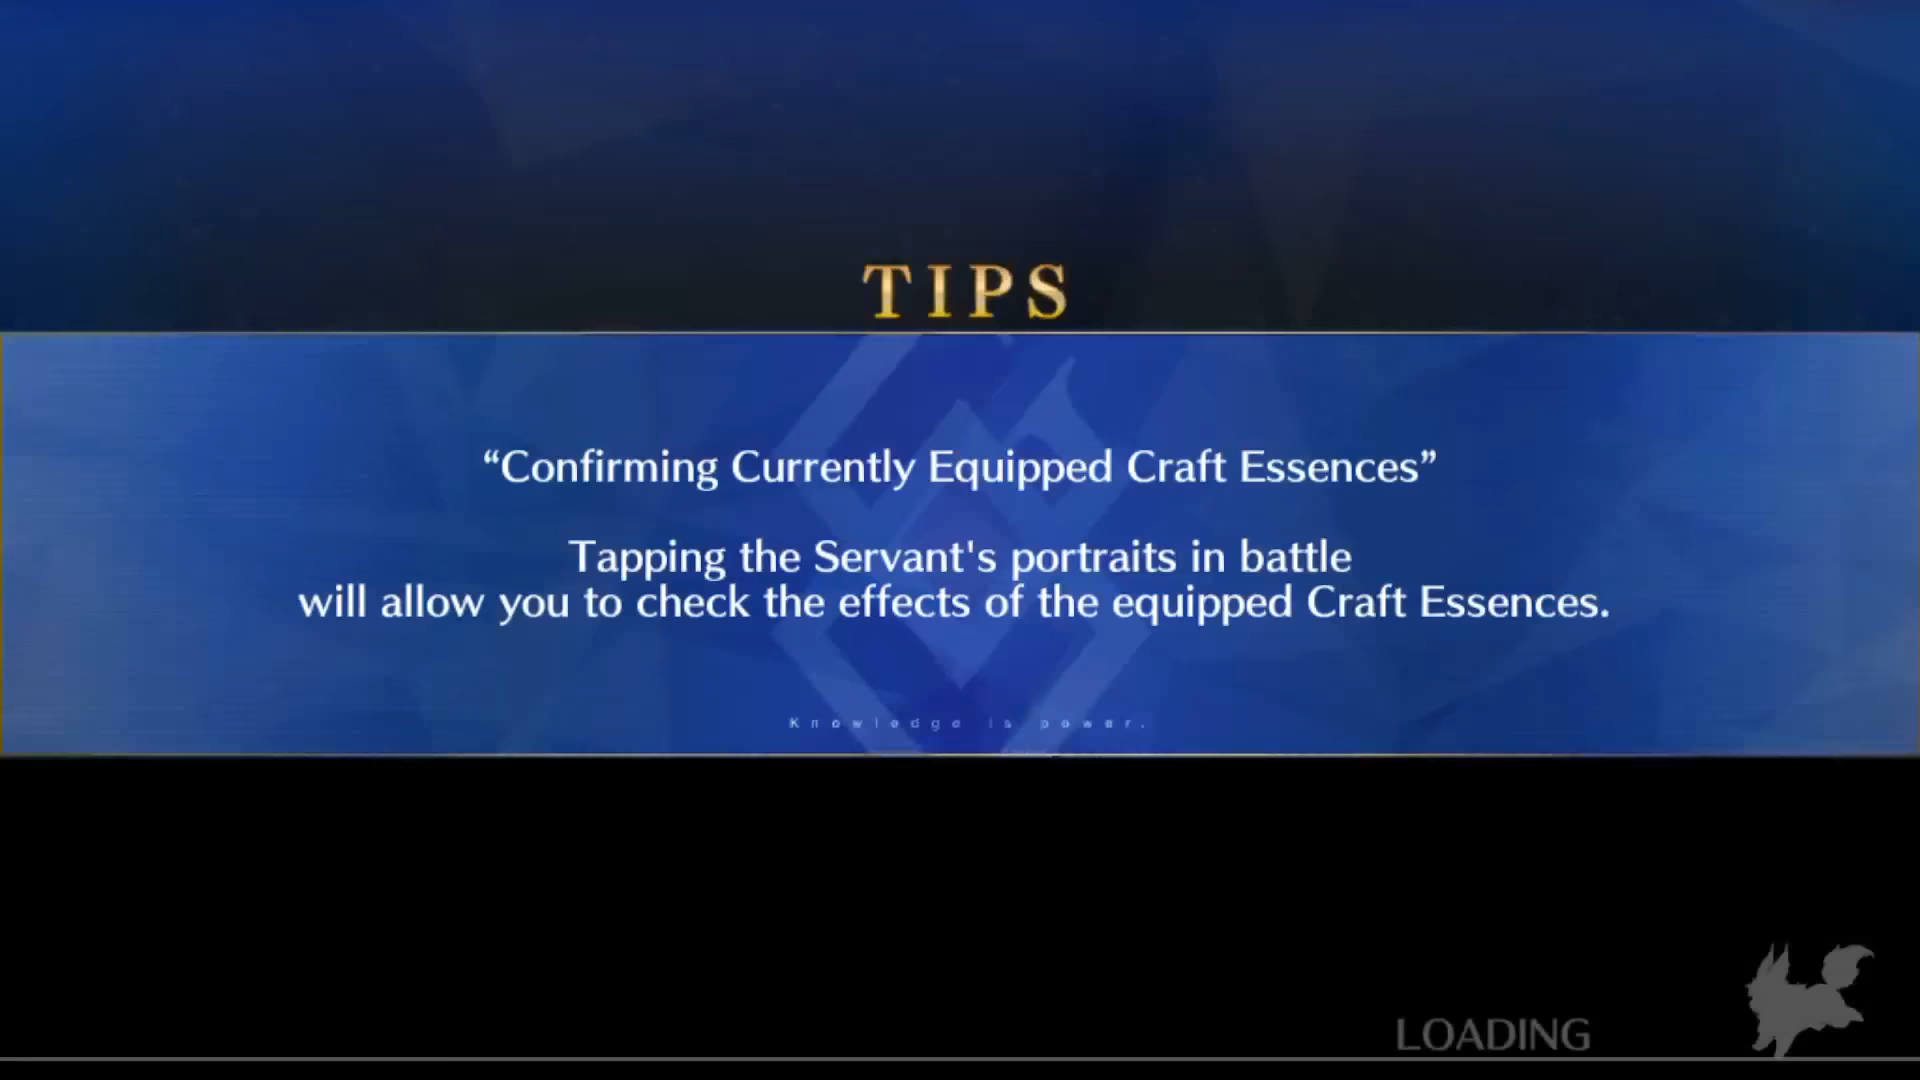 TIPS
“Confirming Currently Equipped Craft Essences”
Tapping the Servant's portraits in battle
will allow you to check the effects of the equipped Craft Essences.
Knowledge is power.
LOADING